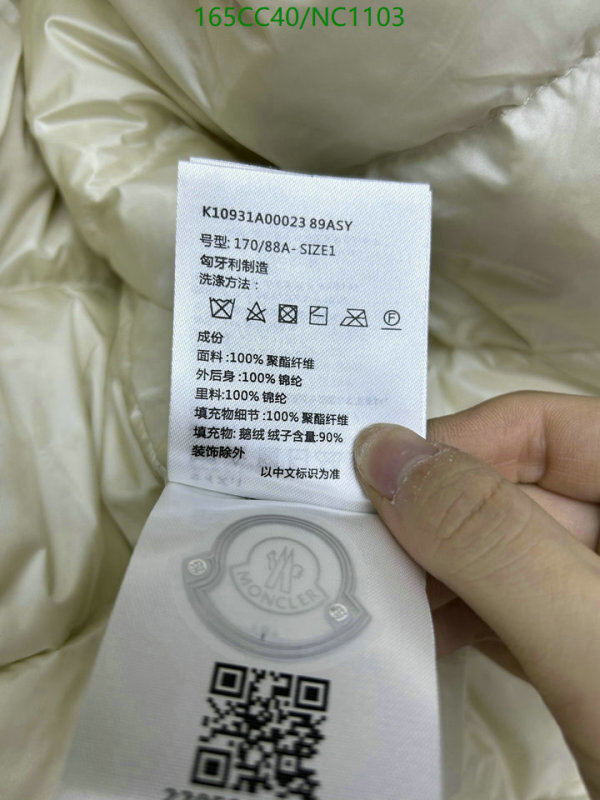 165CC40/NC1103
K10931A00023 89ASY
号型: 170/88A- SIZE1
匈牙利制造
洗涤方法：
F
成份
面料 :100% 聚酯纤维
外后身 :100% 锦纶
里料:100% 锦纶
填充物细节 :100% 聚酯纤维
填充物: 鹅绒 绒子含量:90%
装饰除外
以中文标识为准
MONCLER